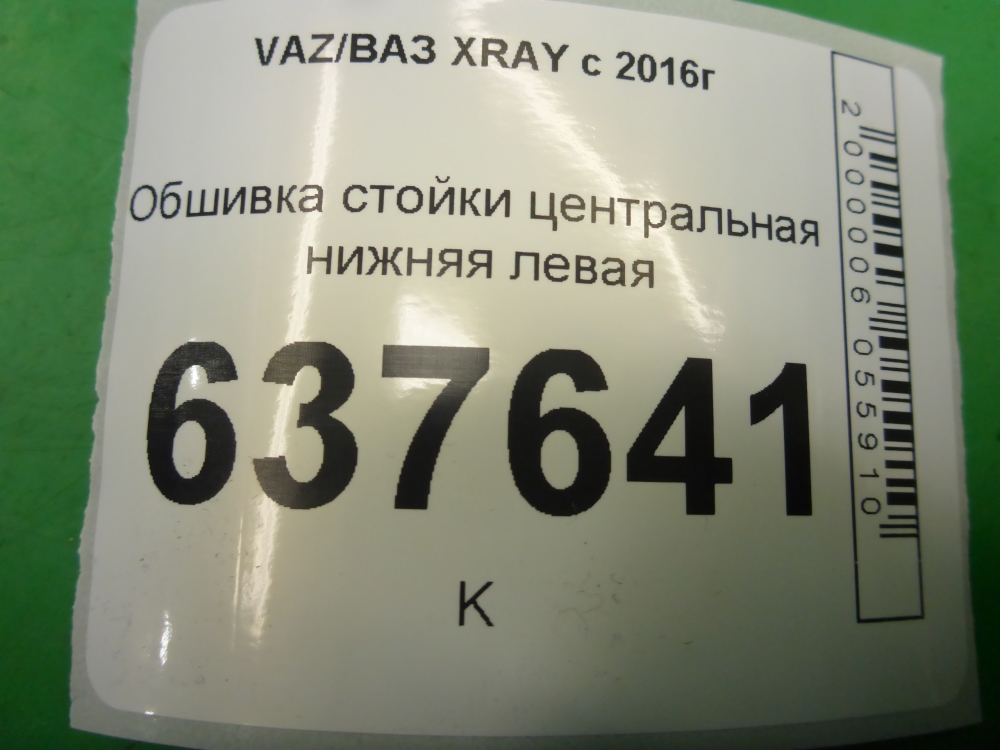 VAZ/ВАЗ XRAY с 2016г
Обшивка стойки центральная
нижняя левая
637641
К
2000006055910